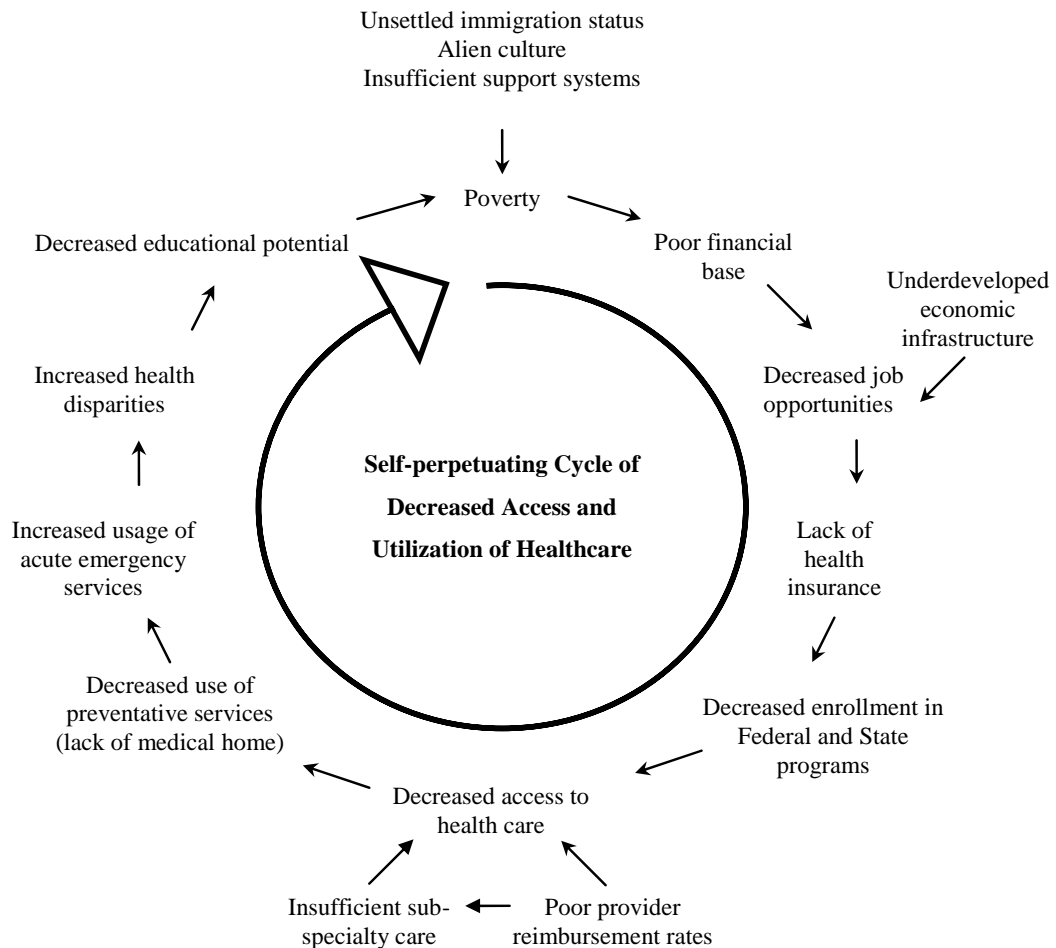 Unsettled immigration status
Alien culture
Insufficient support systems
Poverty
Decreased educational potential
Poor financial
base
Underdeveloped
economic
infrastructure
Increased health
disparities
Decreased job
opportunities
Self-perpetuating Cycle of
Decreased Access and
Utilization of Healthcare
Increased usage of
acute emergency
services
Lack of
health
insurance
Decreased use of
preventative services
(lack of medical home)
Decreased enrollment in
Federal and State
programs
Decreased access to
health care
Insufficient sub-
specialty care
Poor provider
reimbursement rates